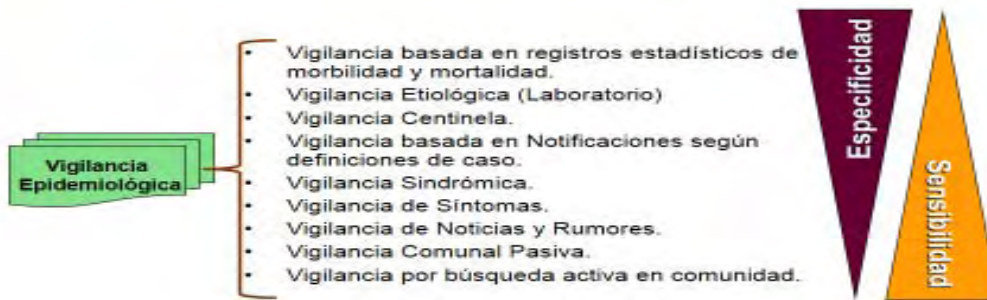 Vigilancia
Epidemiológica
• Vigilancia basada en registros estadísticos de
morbilidad y mortalidad.
• Vigilancia Etiológica (Laboratorio)
• Vigilancia Centinela.
• Vigilancia basada en Notificaciones según
definiciones de caso.
• Vigilancia Sindrómica.
• Vigilancia de Síntomas.
• Vigilancia de Noticias y Rumores.
• Vigilancia Comunal Pasiva.
• Vigilancia por búsqueda activa en comunidad.
Especificidad
Sensibilidad